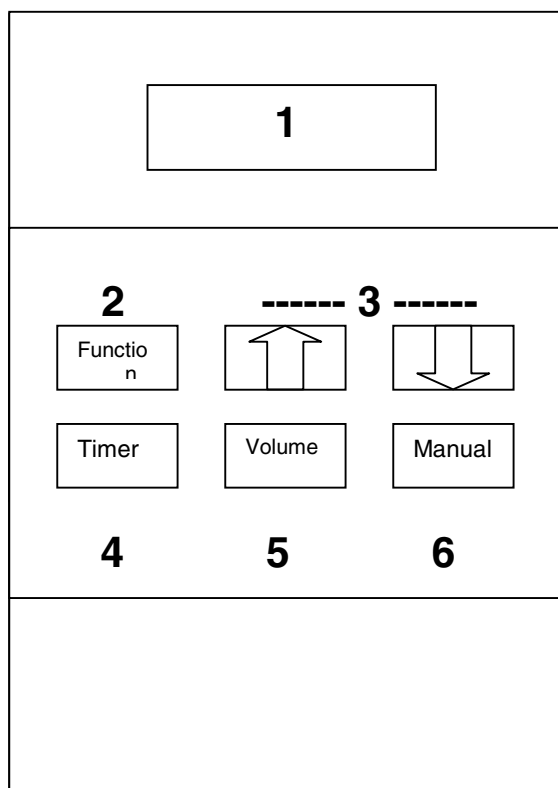 1
2 ------ 3 ------
Functio
n
Timer Volume Manual
4 5 6